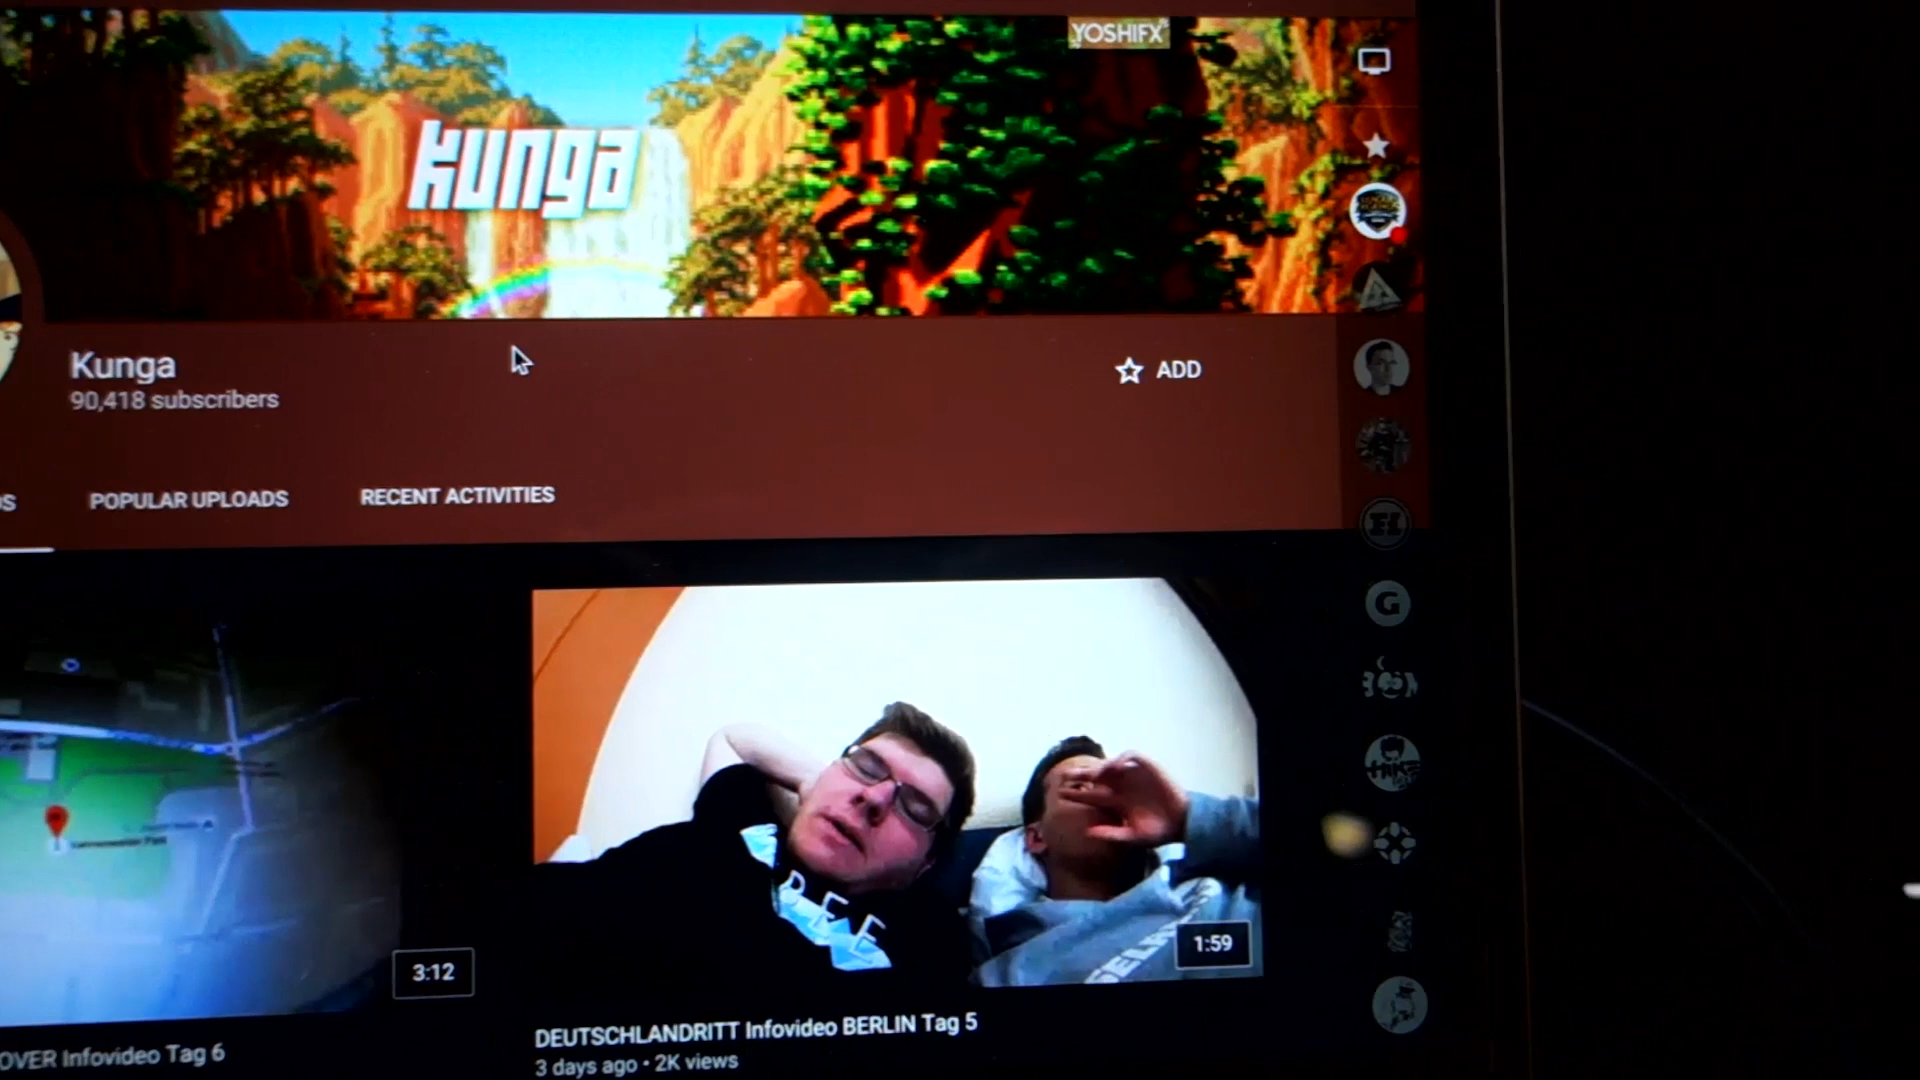 YOSHIFX
kunga
Kunga
90,418 subscribers
ADD
POPULAR UPLOADS
RECENT ACTIVITIES
G
3:12
1:59
DEUTSCHLANDRITT Infovideo BERLIN Tag 5
3 days ago • 2K views
OVER Infovideo Tag 6